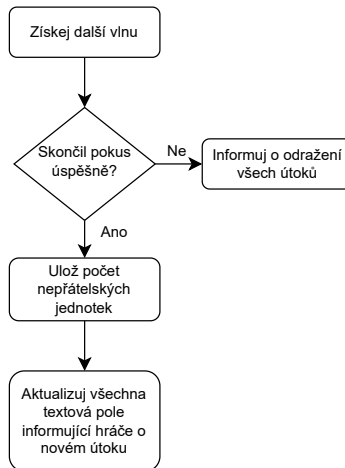 Získej další vlnu
Skončil pokus
úspěšně?
Ne
Informuj o odražení
všech útoků
Ano
Ulož počet
nepřátelských
jednotek
Aktualizuj všechna
textová pole
informující hráče o
novém útoku